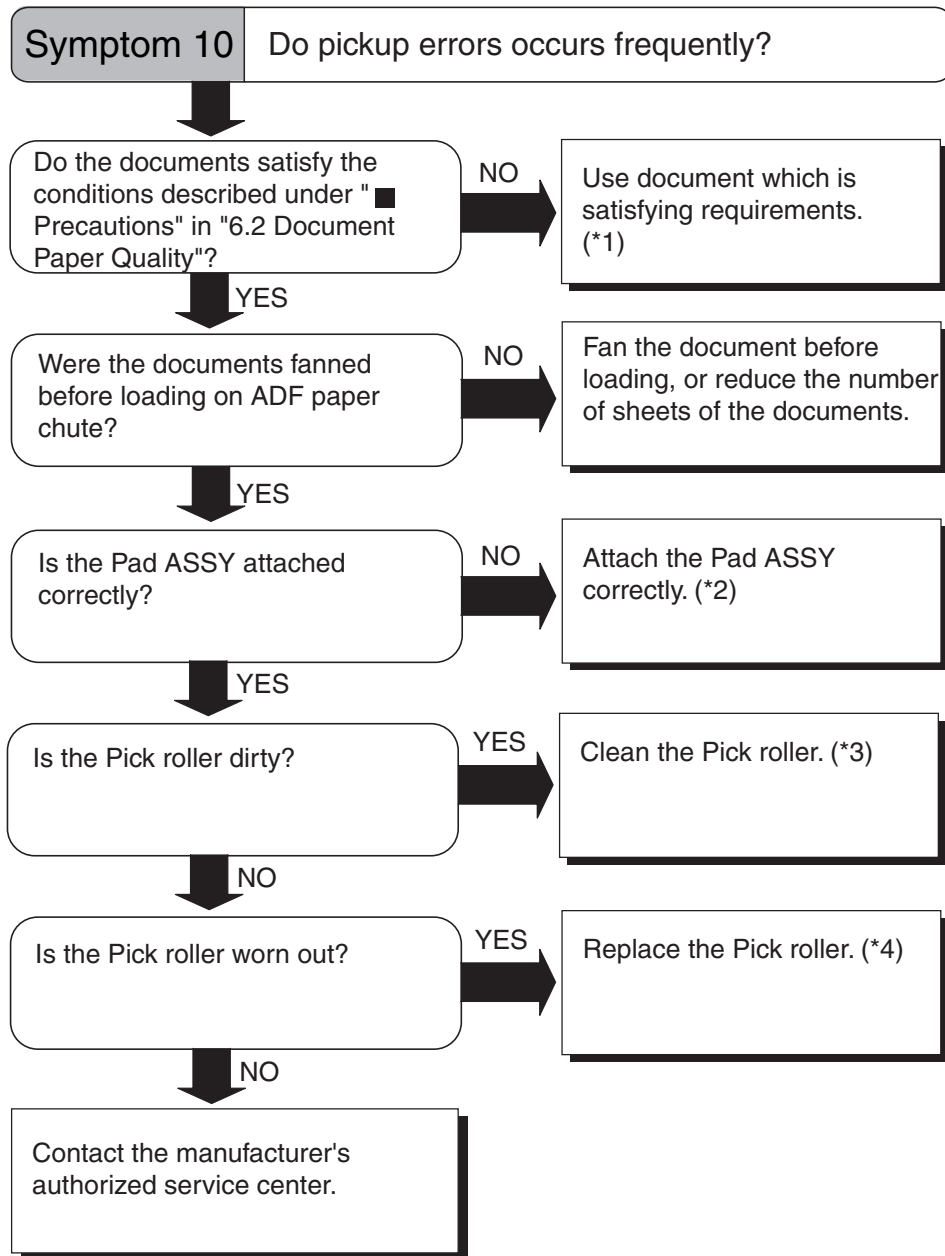 Symptom 10
Do pickup errors occurs frequently?
Do the documents satisfy the
conditions described under " ■
Precautions" in "6.2 Document
Paper Quality"?
NO
Use document which is
satisfying requirements.
(*1)
YES
Were the documents fanned
before loading on ADF paper
chute?
NO
Fan the document before
loading, or reduce the number
of sheets of the documents.
YES
Is the Pad ASSY attached
correctly?
NO
Attach the Pad ASSY
correctly. (*2)
YES
Is the Pick roller dirty?
YES
Clean the Pick roller. (*3)
NO
Is the Pick roller worn out?
YES
Replace the Pick roller. (*4)
NO
Contact the manufacturer's
authorized service center.